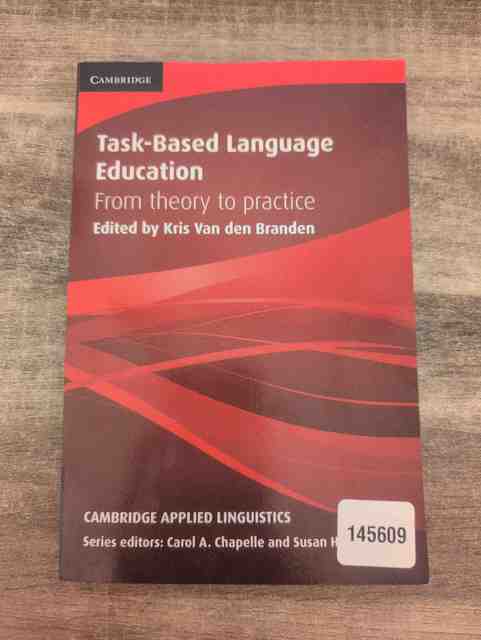 CAMBRIDGE
Task-Based Language
Education
From theory to practice
Edited by Kris Van den Branden
CAMBRIDGE APPLIED LINGUISTICS
Series editors: Carol A. Chapelle and Susan
145609